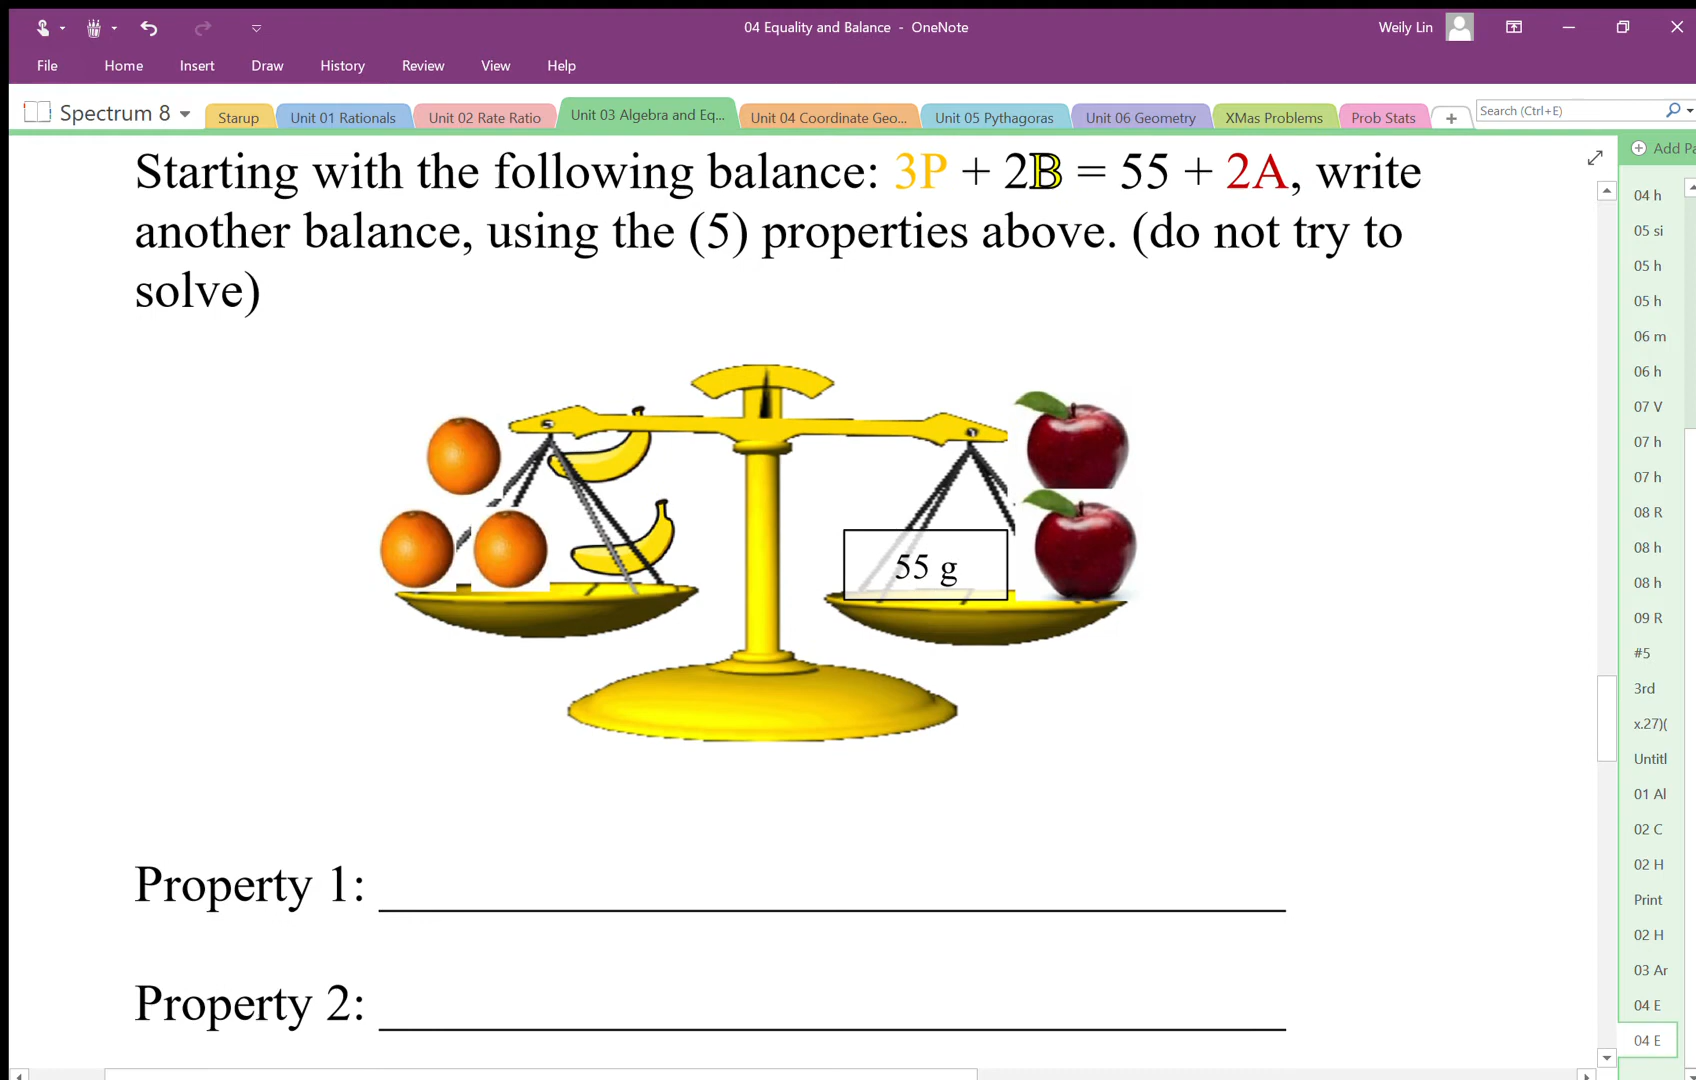 04 Equality and Balance - OneNote
Weily Lin
File Home Insert Draw History Review View Help
Spectrum 8
Starup
Unit 01 Rationals
Unit 02 Rate Ratio
Unit 03 Algebra and Eq...
Unit 04 Coordinate Geo...
Unit 05 Pythagoras
Unit 06 Geometry
XMas Problems
Prob Stats
+
Search (Ctrl+E)
Starting with the following balance: 3P + 2B = 55 + 2A, write
another balance, using the (5) properties above. (do not try to
solve)
55 g
Property 1:
Property 2:
Add Pa
04 h
05 si
05 h
05 h
06 m
06 h
07 V
07 h
07 h
08 R
08 h
08 h
09 R
#5
3rd
x.27)(
Untitl
01 Al
02 C
02 H
Print
02 H
03 Ar
04 E
04 E